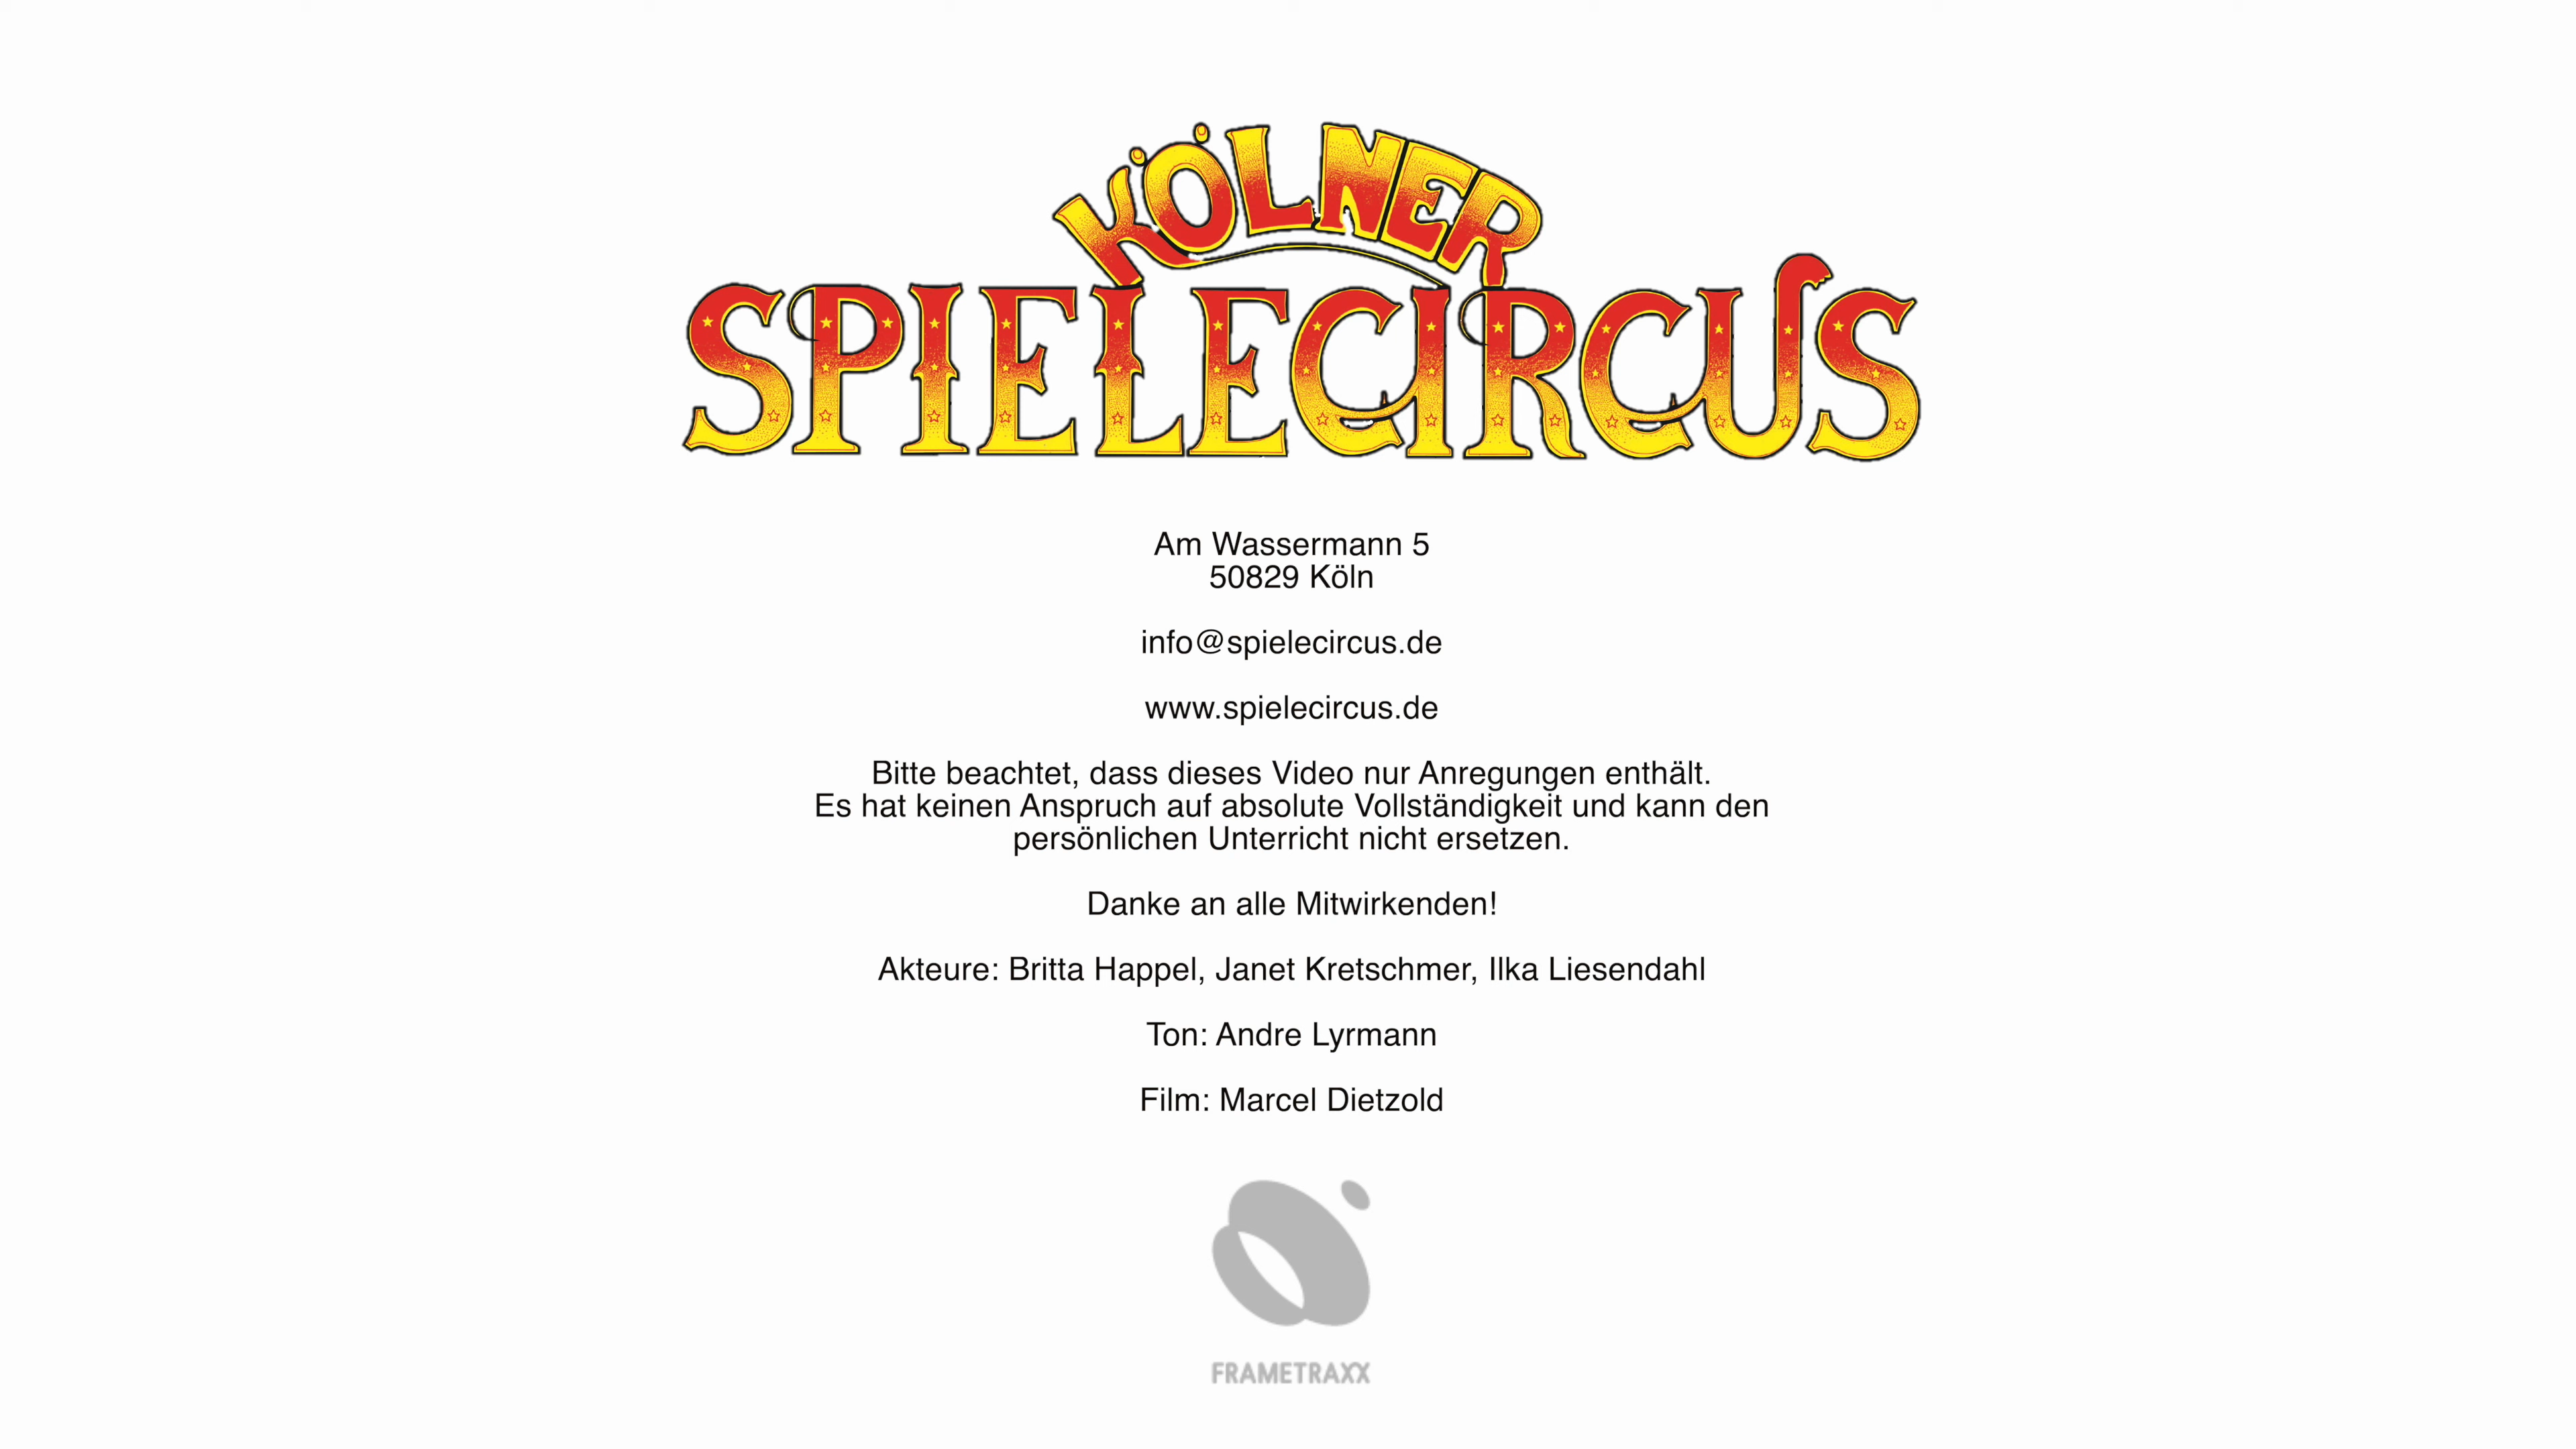 KÖLNER
SPIELECIRCUS
Am Wassermann 5
50829 Köln
info@spielecircus.de
www.spielecircus.de
Bitte beachtet, dass dieses Video nur Anregungen enthält.
Es hat keinen Anspruch auf absolute Vollständigkeit und kann den
persönlichen Unterricht nicht ersetzen.
Danke an alle Mitwirkenden!
Akteure: Britta Happel, Janet Kretschmer, Ilka Liesendahl
Ton: Andre Lyrmann
Film: Marcel Dietzold
FRAMETRAXX